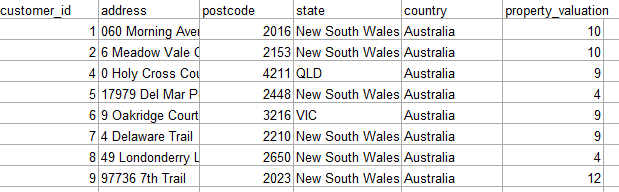 customer_id address postcode state country property_valuation
1 060 Morning Aven 2016 New South Wales Australia 10
2 6 Meadow Vale C 2153 New South Wales Australia 10
4 0 Holy Cross Cou 4211 QLD Australia 9
5 17979 Del Mar P 2448 New South Wales Australia 4
6 9 Oakridge Court 3216 VIC Australia 9
7 4 Delaware Trail 2210 New South Wales Australia 9
8 49 Londonderry L 2650 New South Wales Australia 4
9 97736 7th Trail 2023 New South Wales Australia 12